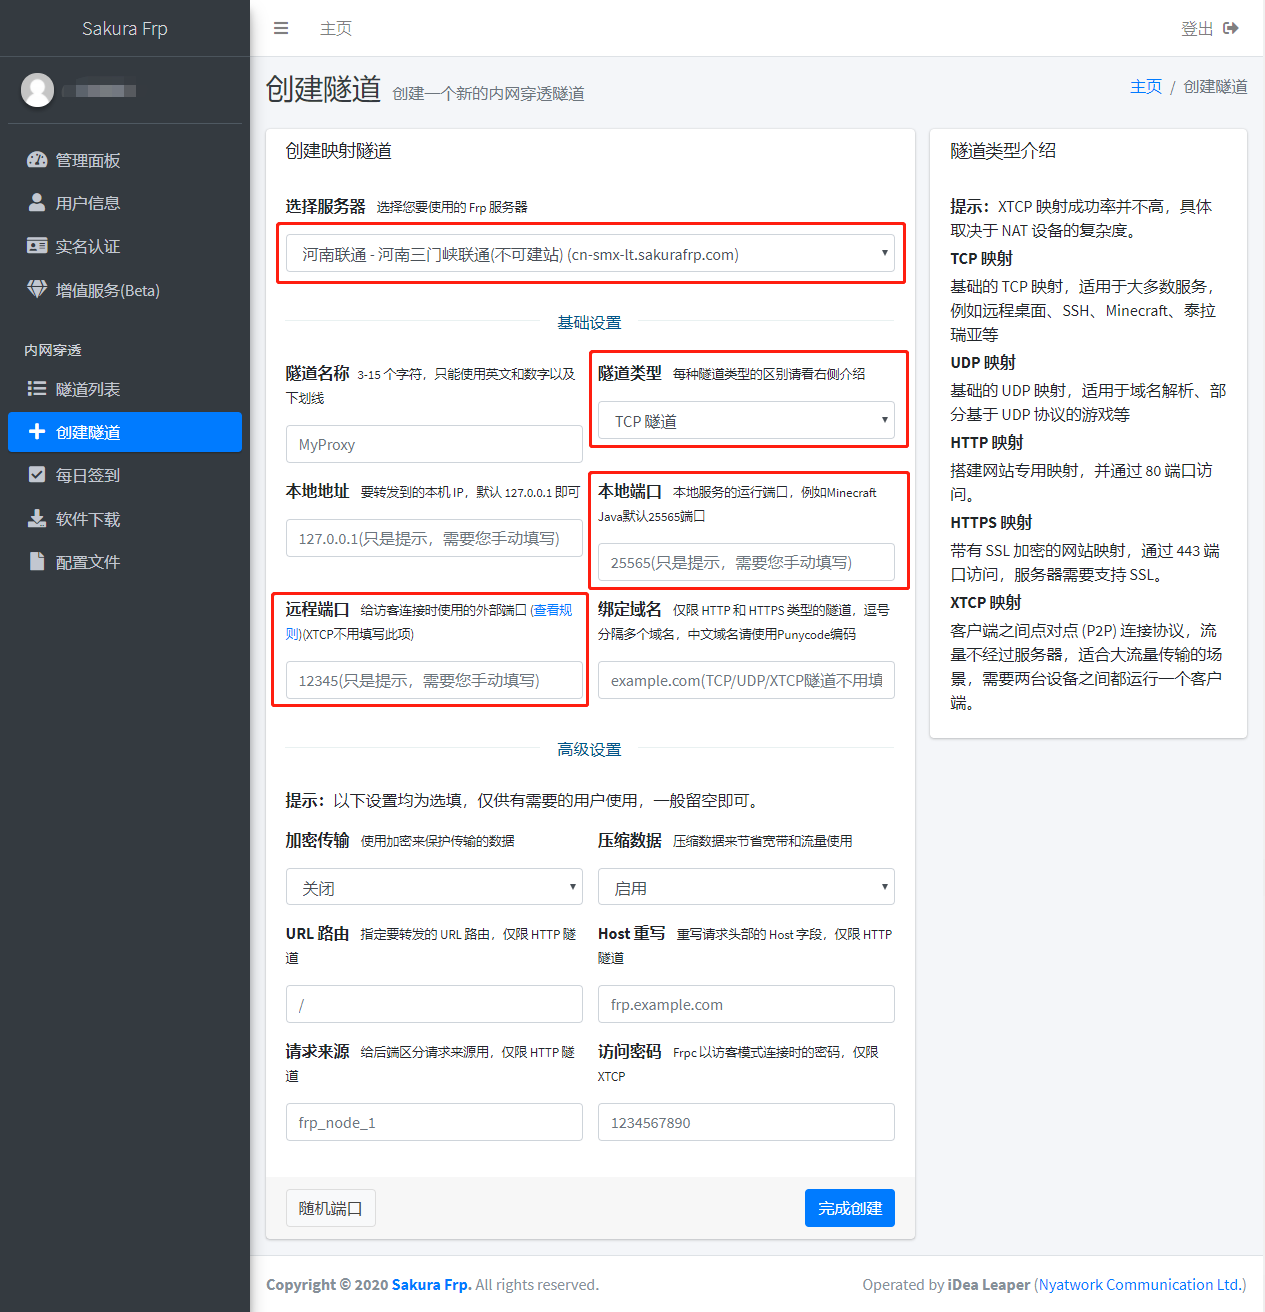 Sakura Frp
主页
登出
管理面板
用户信息
实名认证
增值服务(Beta)
内网穿透
隧道列表
创建隧道
每日签到
软件下载
配置文件
创建隧道 创建一个新的内网穿透隧道
主页 / 创建隧道
创建映射隧道
选择服务器 选择您要使用的 Frp 服务器
河南联通 - 河南三门峡联通(不可建站) (cn-smx-lt.sakurafrp.com)
基础设置
隧道名称 3-15 个字符，只能使用英文和数字以及
下划线
MyProxy
隧道类型 每种隧道类型的区别请看右侧介绍
TCP 隧道
本地地址 要转发到的本机 IP，默认 127.0.0.1 即可
127.0.0.1(只是提示，需要您手动填写)
本地端口 本地服务的运行端口，例如Minecraft
Java默认25565端口
25565(只是提示，需要您手动填写)
远程端口 给访客连接时使用的外部端口 (查看规
则)(XTCP不用填写此项)
12345(只是提示，需要您手动填写)
绑定域名 仅限 HTTP 和 HTTPS 类型的隧道，逗号
分隔多个域名，中文域名请使用Punycode编码
example.com(TCP/UDP/XTCP隧道不用填
高级设置
提示：以下设置均为选填，仅供有需要的用户使用，一般留空即可。
加密传输 使用加密来保护传输的数据
关闭
压缩数据 压缩数据来节省宽带和流量使用
启用
URL 路由 指定要转发的 URL 路由，仅限 HTTP 隧
道
/
Host 重写 重写请求头部的 Host 字段，仅限 HTTP
隧道
frp.example.com
请求来源 给后端区分请求来源用，仅限 HTTP 隧
道
frp_node_1
访问密码 Frpc 以访客模式连接时的密码，仅限
XTCP
1234567890
随机端口
完成创建
隧道类型介绍
提示：XTCP 映射成功率并不高，具体
取决于 NAT 设备的复杂度。
TCP 映射
基础的 TCP 映射，适用于大多数服务，
例如远程桌面、SSH、Minecraft、泰拉
瑞亚等
UDP 映射
基础的 UDP 映射，适用于域名解析、部
分基于 UDP 协议的游戏等
HTTP 映射
搭建网站专用映射，并通过 80 端口访
问。
HTTPS 映射
带有 SSL 加密的网站映射，通过 443 端
口访问，服务器需要支持 SSL。
XTCP 映射
客户端之间点对点 (P2P) 连接协议，流
量不经过服务器，适合大流量传输的场
景，需要两台设备之间都运行一个客户
端。
Copyright © 2020 Sakura Frp. All rights reserved.
Operated by iDea Leaper (Nyatwork Communication Ltd.)